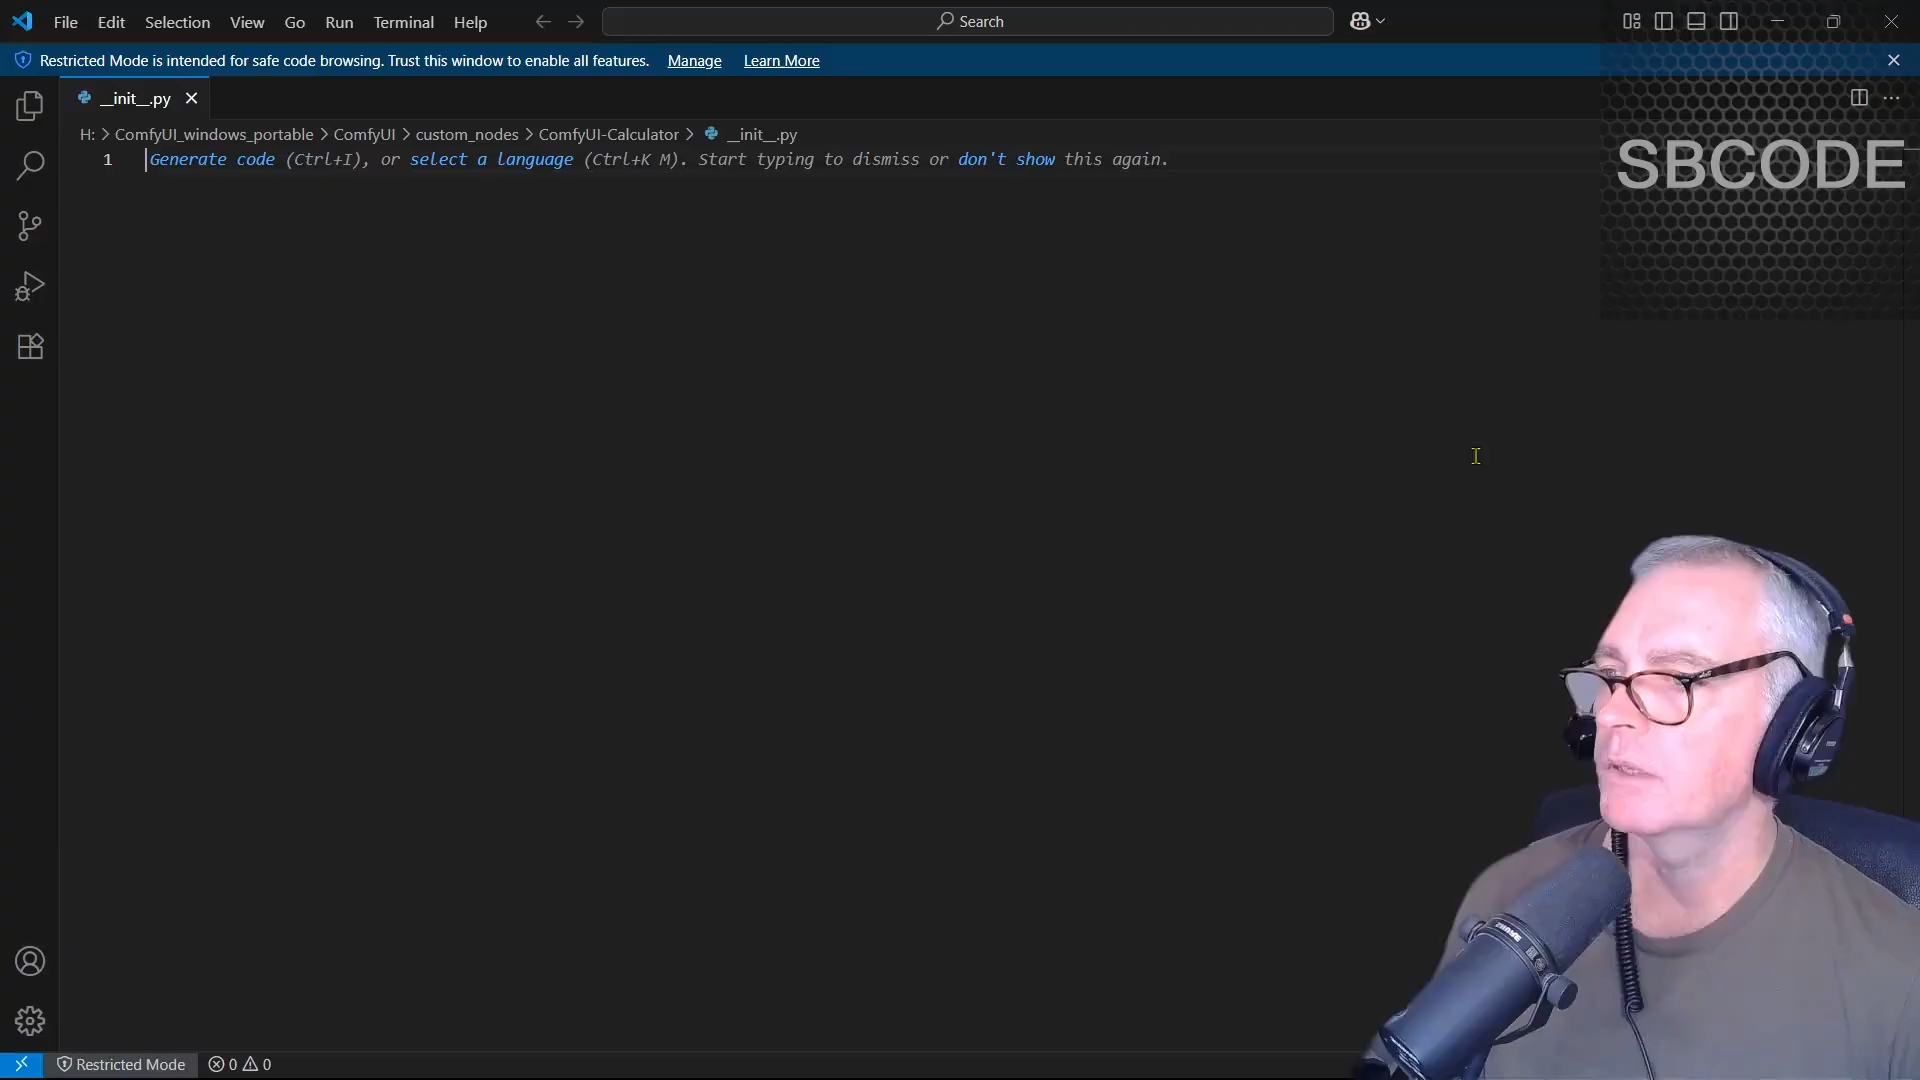 File Edit Selection View Go Run Terminal Help
Search
Restricted Mode is intended for safe code browsing. Trust this window to enable all features. Manage Learn More
__init__.py
H: > ComfyUI_windows_portable > ComfyUI > custom_nodes > ComfyUI-Calculator > __init__.py
1 Generate code (Ctrl+I), or select a language (Ctrl+K M). Start typing to dismiss or don't show this again.
SBCODE
Restricted Mode 0 0